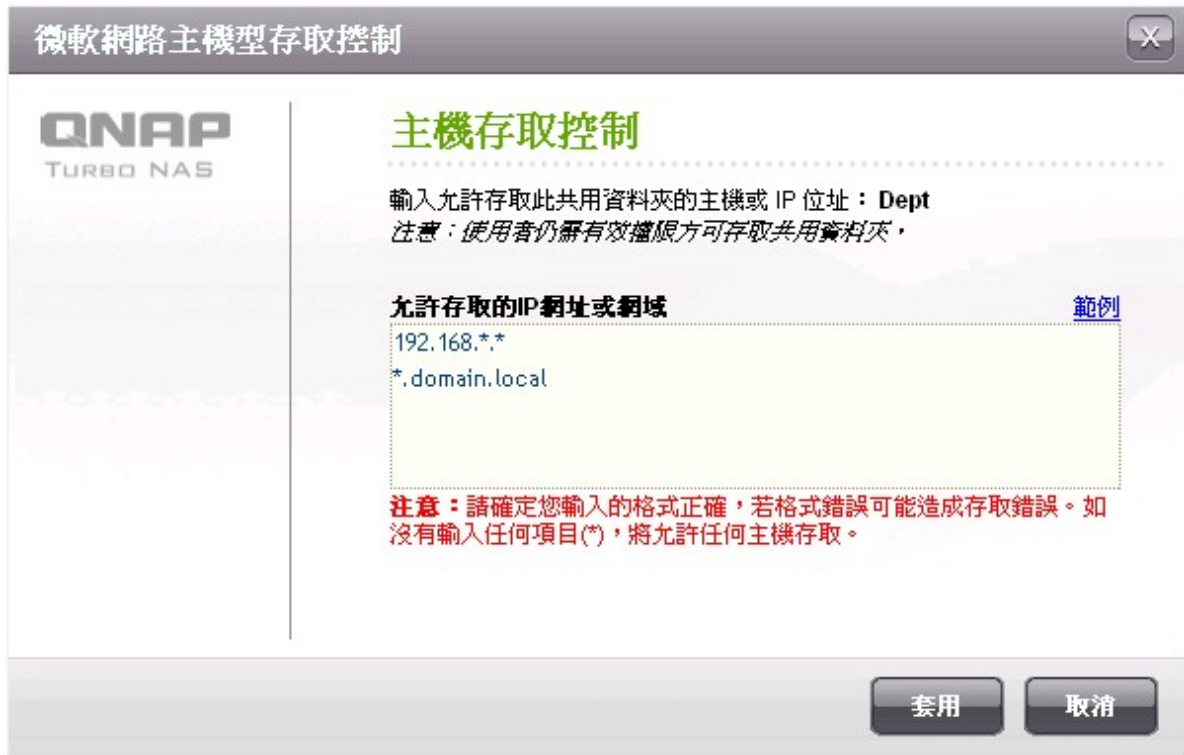 微軟網路主機型存取控制
X
QNAP
TURBO NAS
主機存取控制
輸入允許存取此共用資料夾的主機或 IP 位址： Dept
注意：使用者仍需有效權限方可存取共用資料夾，
允許存取的IP網址或網域
範例
192.168.*.*
*.domain.local
注意：請確定您輸入的格式正確，若格式錯誤可能造成存取錯誤。如
沒有輸入任何項目(*)，將允許任何主機存取。
套用
取消